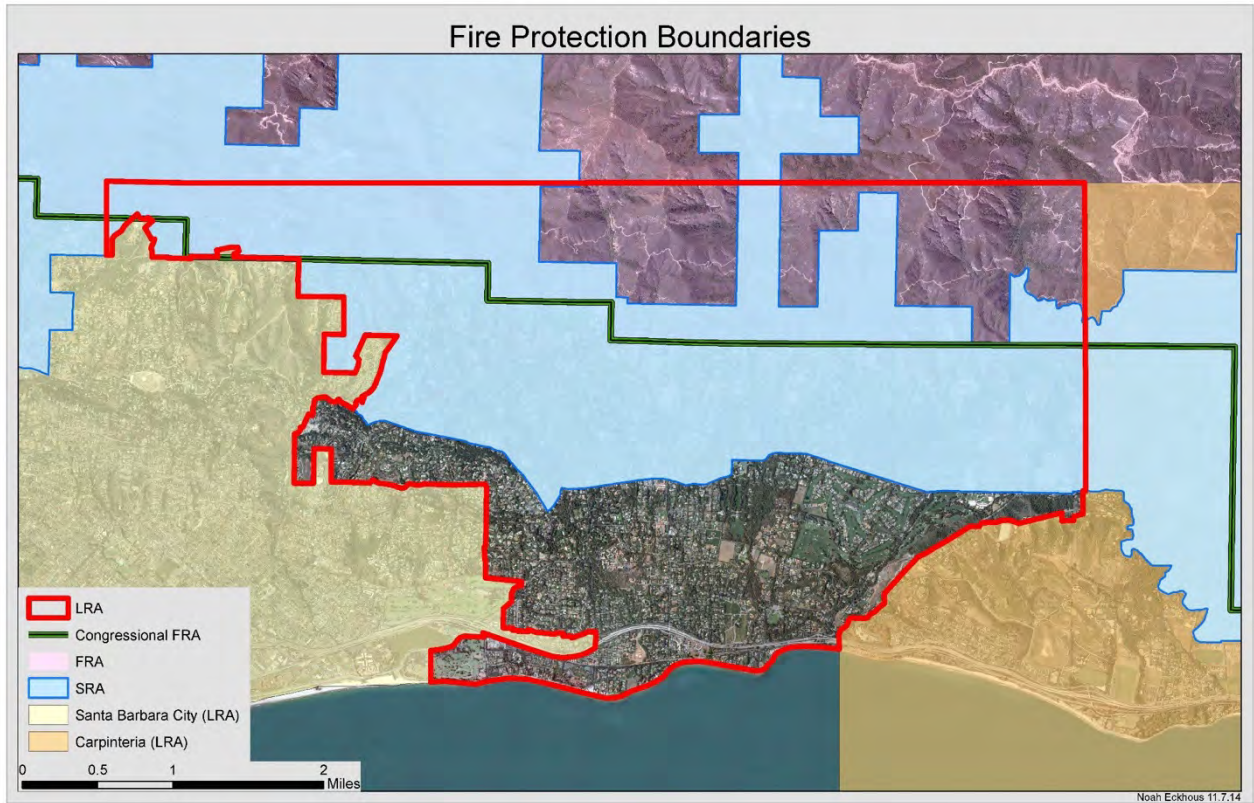 Fire Protection Boundaries
LRA
Congressional FRA
FRA
SRA
Santa Barbara City (LRA)
Carpinteria (LRA)
0 0.5 1 2
Miles
Noah Eckhous 11.7.14